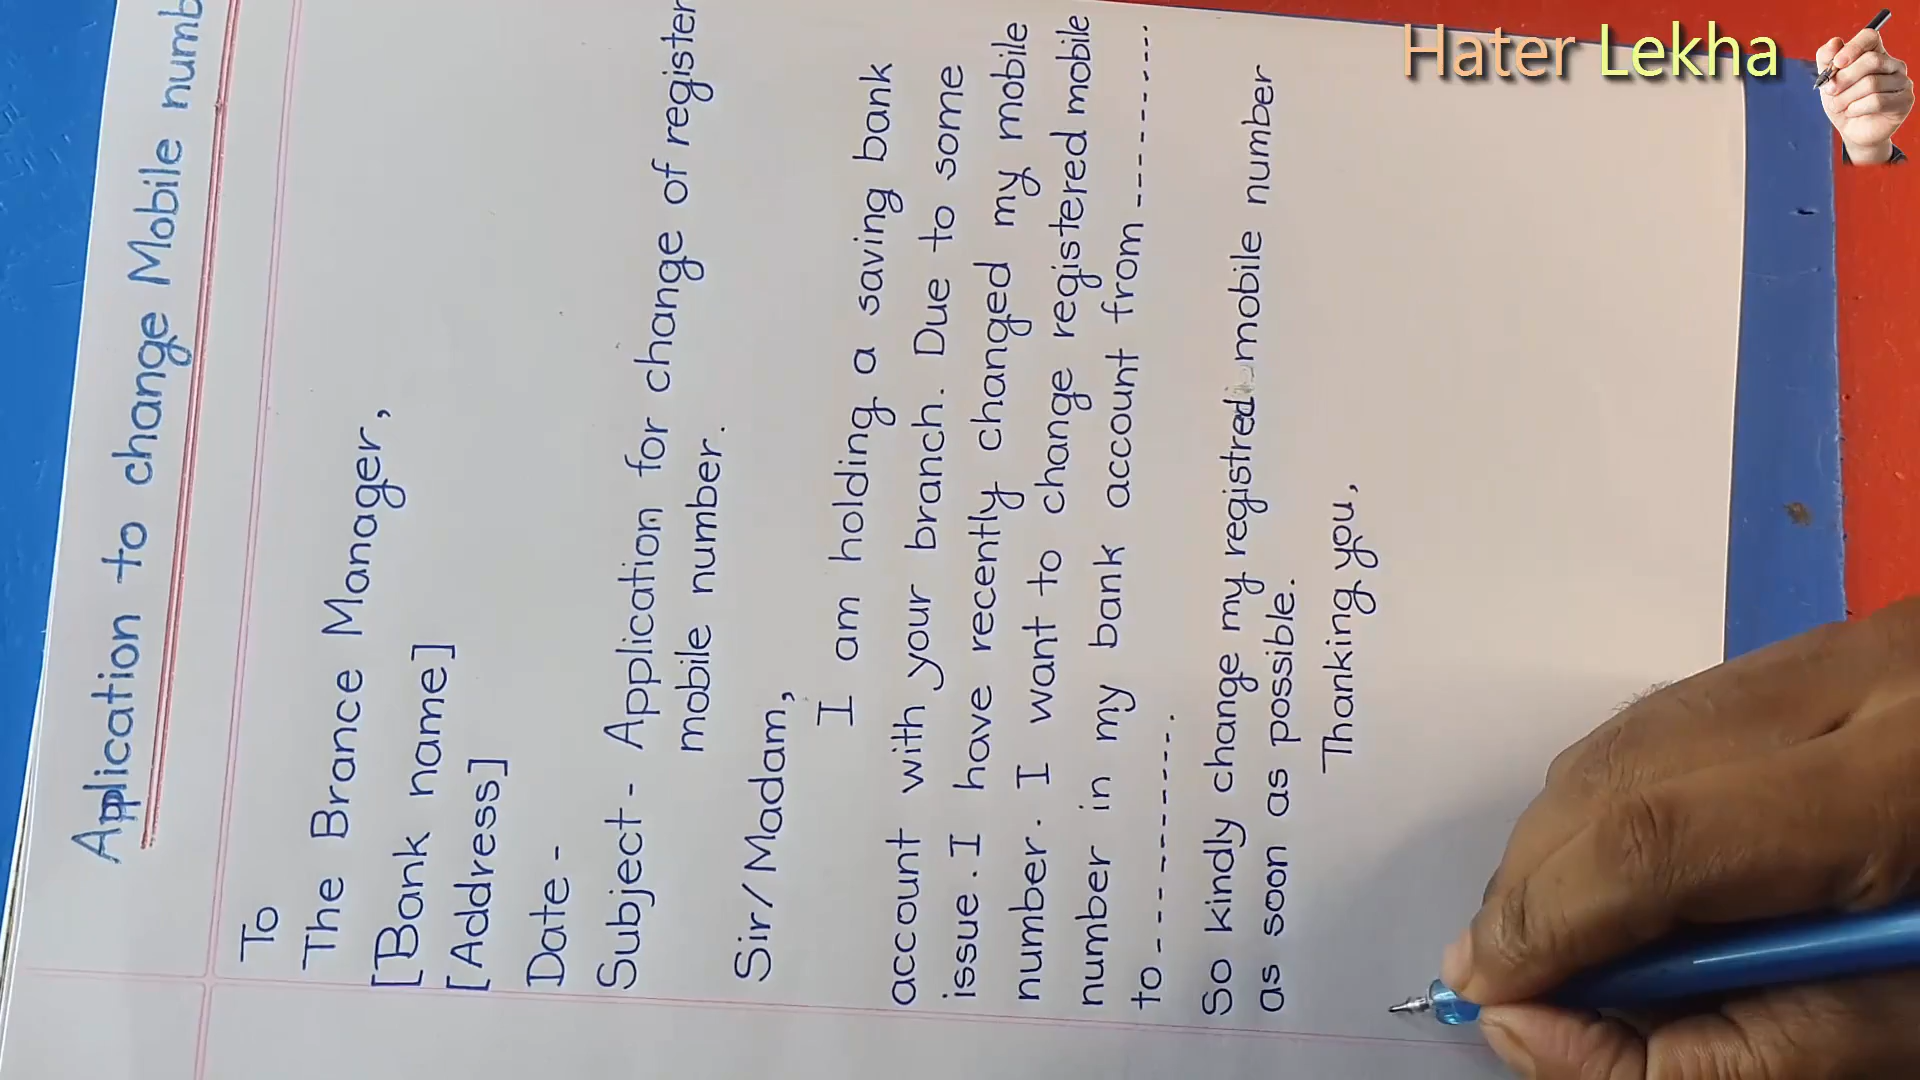 Hater Lekha
Application to change Mobile numb
To
The Brance Manager,
[Bank name]
[Address]
Date -
Subject - Application for change of register
mobile number.
Sir/Madam,
I am holding a saving bank
account with your branch. Due to some
issue. I have recently changed my mobile
number. I want to change registered mobile
number in my bank account from -----------
to -----------
So kindly change my registred mobile number
as soon as possible.
Thanking you,